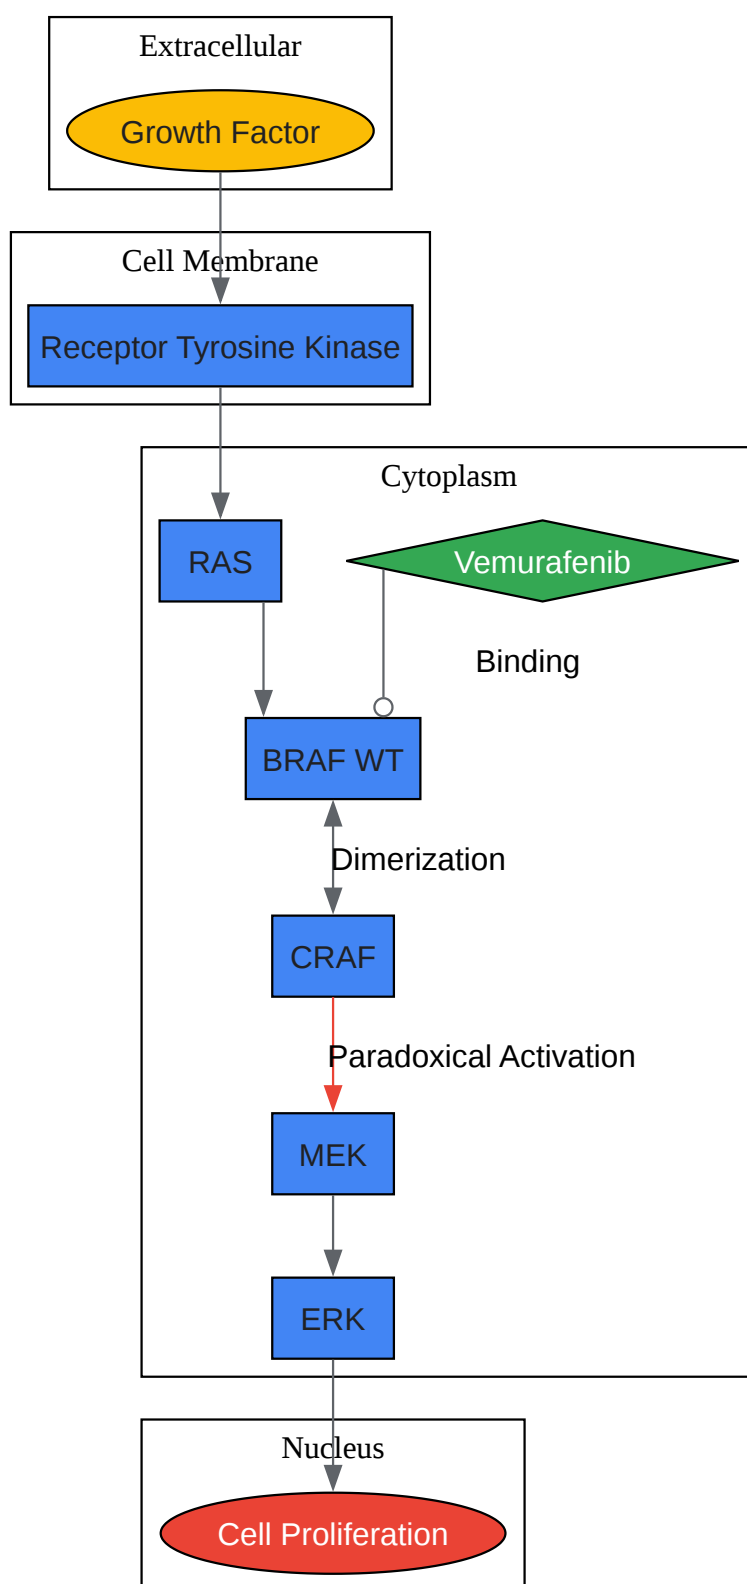 Extracellular
Growth Factor
Cell Membrane
Receptor Tyrosine Kinase
Cytoplasm
RAS
Vemurafenib
Binding
BRAF WT
Dimerization
CRAF
Paradoxical Activation
MEK
ERK
Nucleus
Cell Proliferation